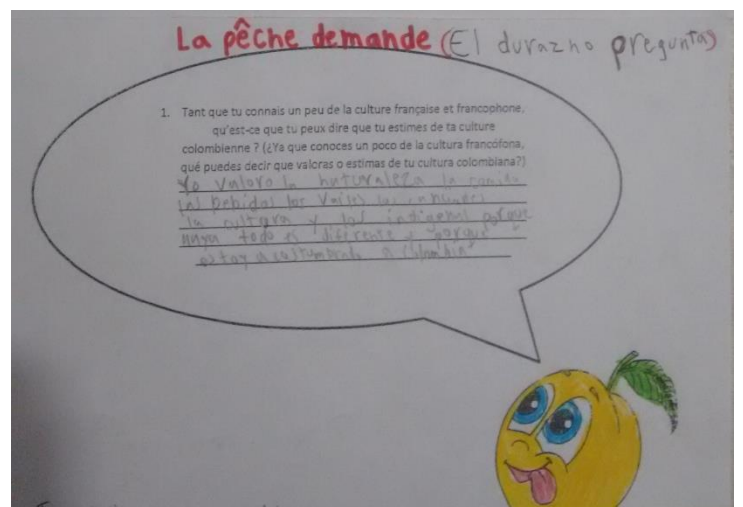 La pêche demande (El durazno pregunta)
1. Tant que tu connais un peu de la culture française et francophone,
qu'est-ce que tu peux dire que tu estimes de ta culture
colombienne ? (¿Ya que conoces un poco de la cultura francófona,
qué puedes decir que valoras o estimas de tu cultura colombiana?)
Yo valoro la naturaleza la comida
las bebidas los
la cultura y los indigenas porque
todo es diferente y porque
estoy acustumbrado a Colombia